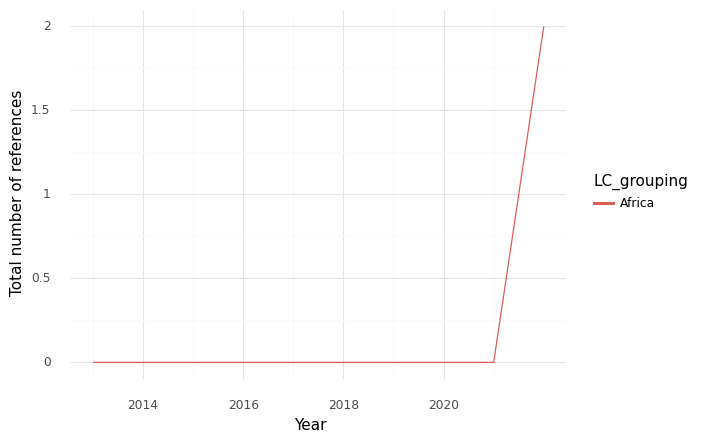 2
1.5
1
0.5
0
2014 2016 2018 2020
Year
Total number of references
LC_grouping
Africa